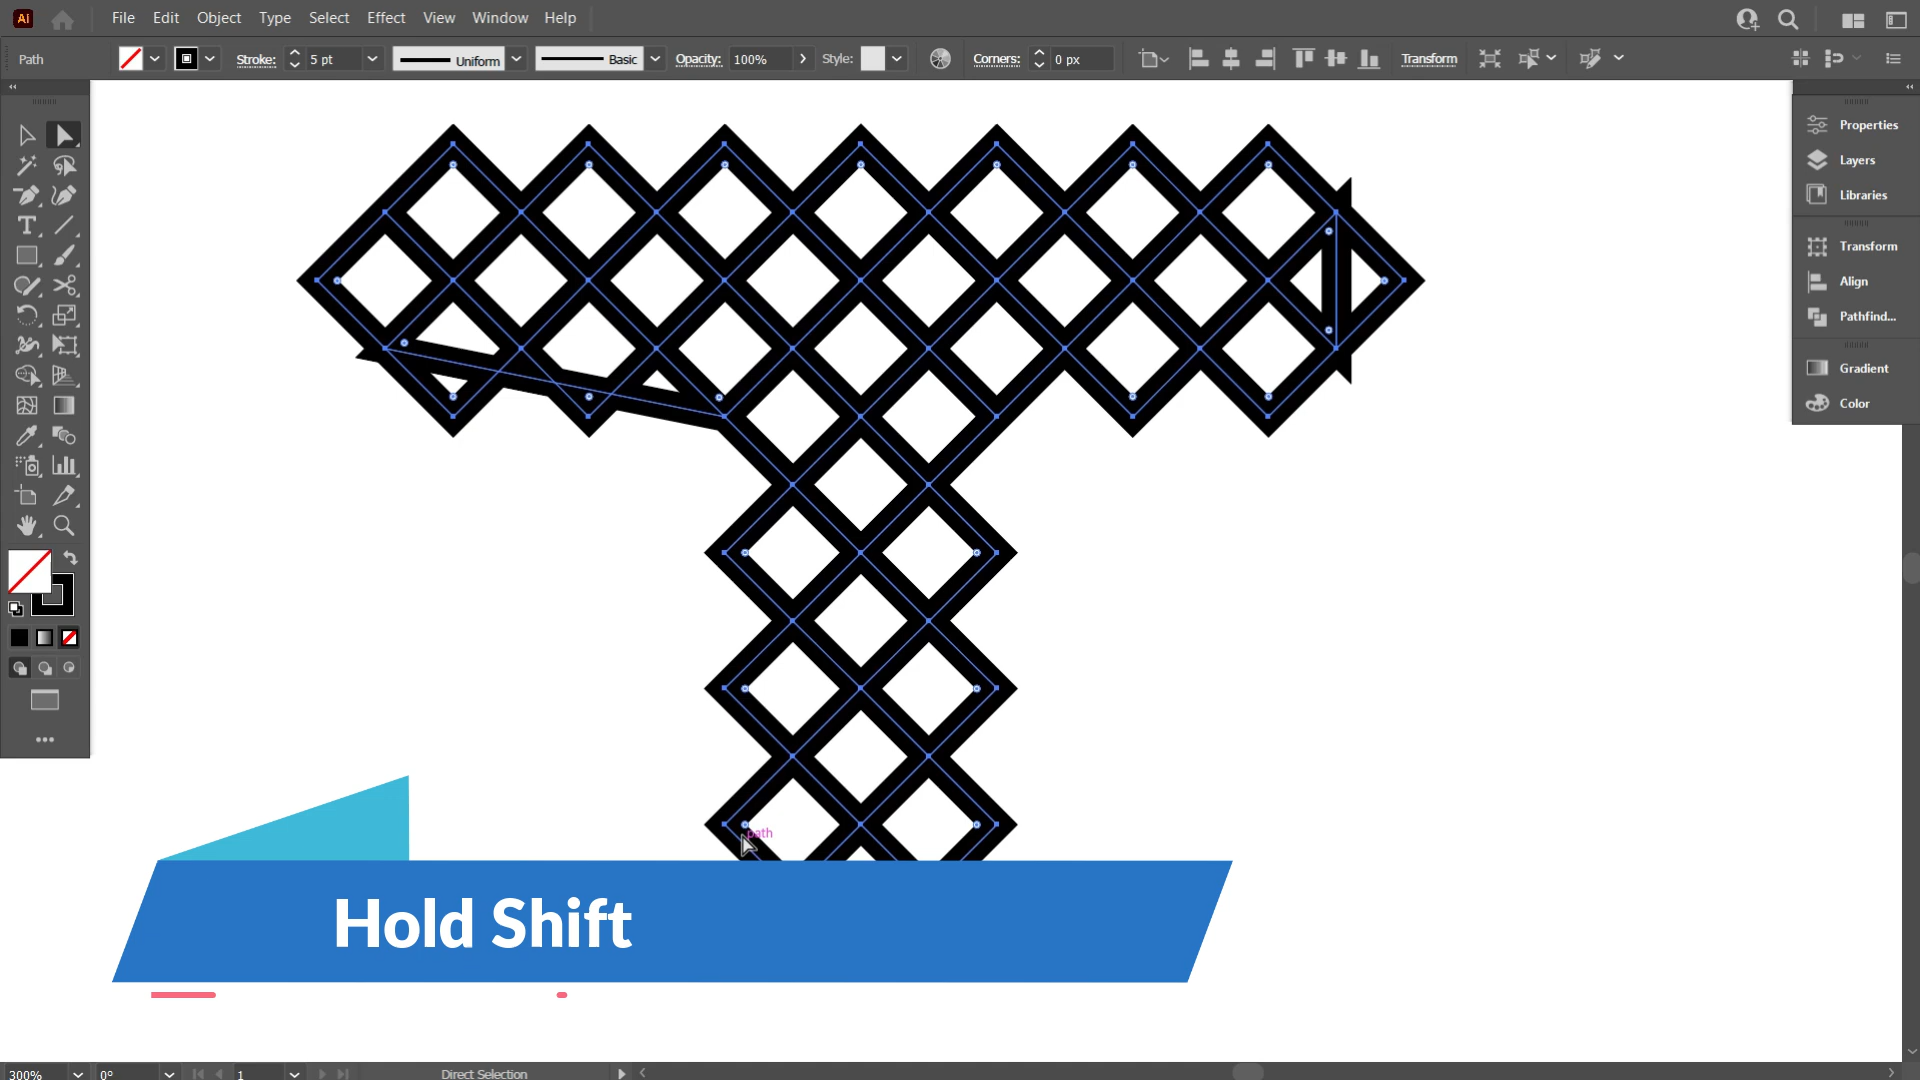 Ai File Edit Object Type Select Effect View Window Help
Path Stroke: 5 pt Uniform Basic Opacity: 100% Style: Corners: 0 px Transform
Properties
Layers
Libraries
Transform
Align
Pathfind...
Gradient
Color
path
Hold Shift
300% 0° 1 Direct Selection